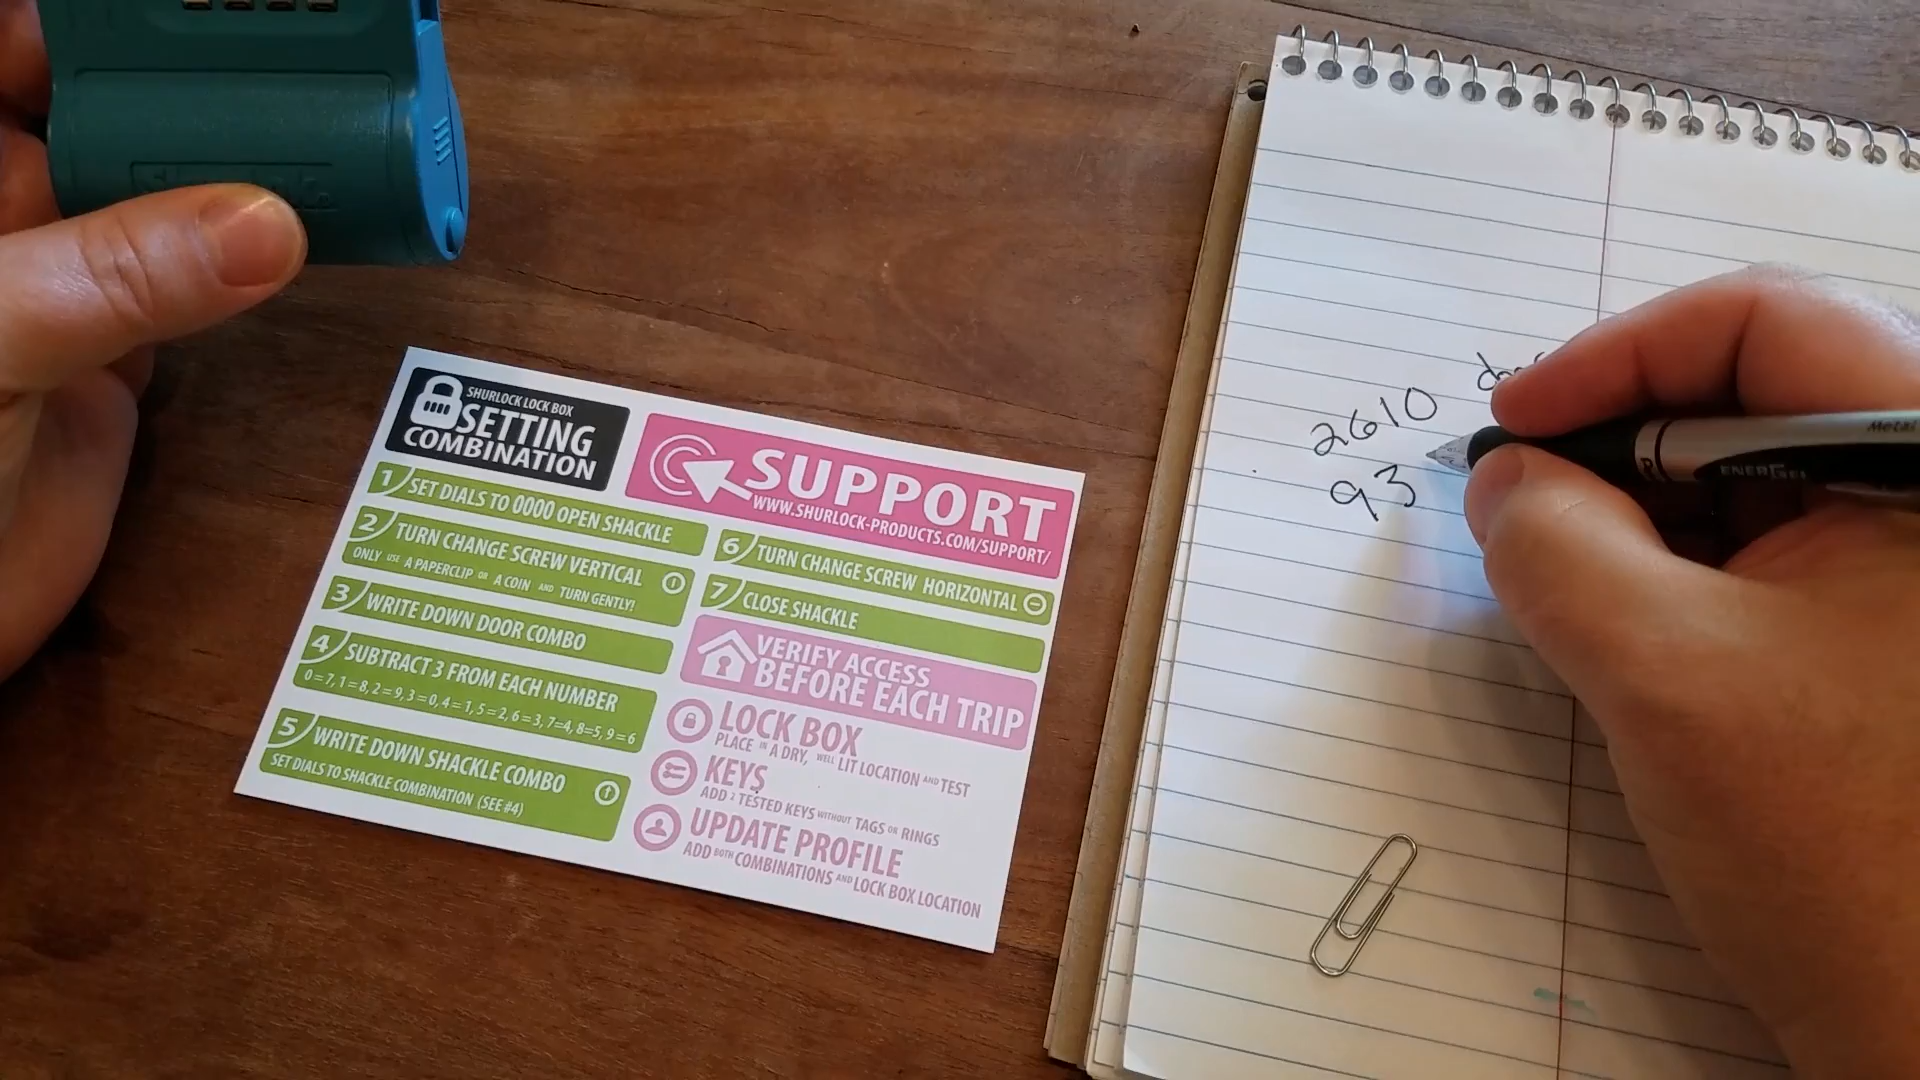 SHURLOCK LOCK BOX
SETTING
COMBINATION
1 SET DIALS TO 0000 OPEN SHACKLE
2 TURN CHANGE SCREW VERTICAL
ONLY USE A PAPERCLIP OR A COIN AND TURN GENTLY!
3 WRITE DOWN DOOR COMBO
4 SUBTRACT 3 FROM EACH NUMBER
0=7, 1=8, 2=9, 3=0, 4=1, 5=2, 6=3, 7=4, 8=5, 9=6
5 WRITE DOWN SHACKLE COMBO
SET DIALS TO SHACKLE COMBINATION (SEE #4)
SUPPORT
WWW.SHURLOCK-PRODUCTS.COM/SUPPORT/
6 TURN CHANGE SCREW HORIZONTAL
7 CLOSE SHACKLE
VERIFY ACCESS
BEFORE EACH TRIP
LOCK BOX
PLACE IN A DRY, WELL LIT LOCATION AND TEST
KEYS
ADD 2 TESTED KEYS WITHOUT TAGS OR RINGS
UPDATE PROFILE
ADD BOTH COMBINATIONS AND LOCK BOX LOCATION
2610
93
Metal
ENERGEL